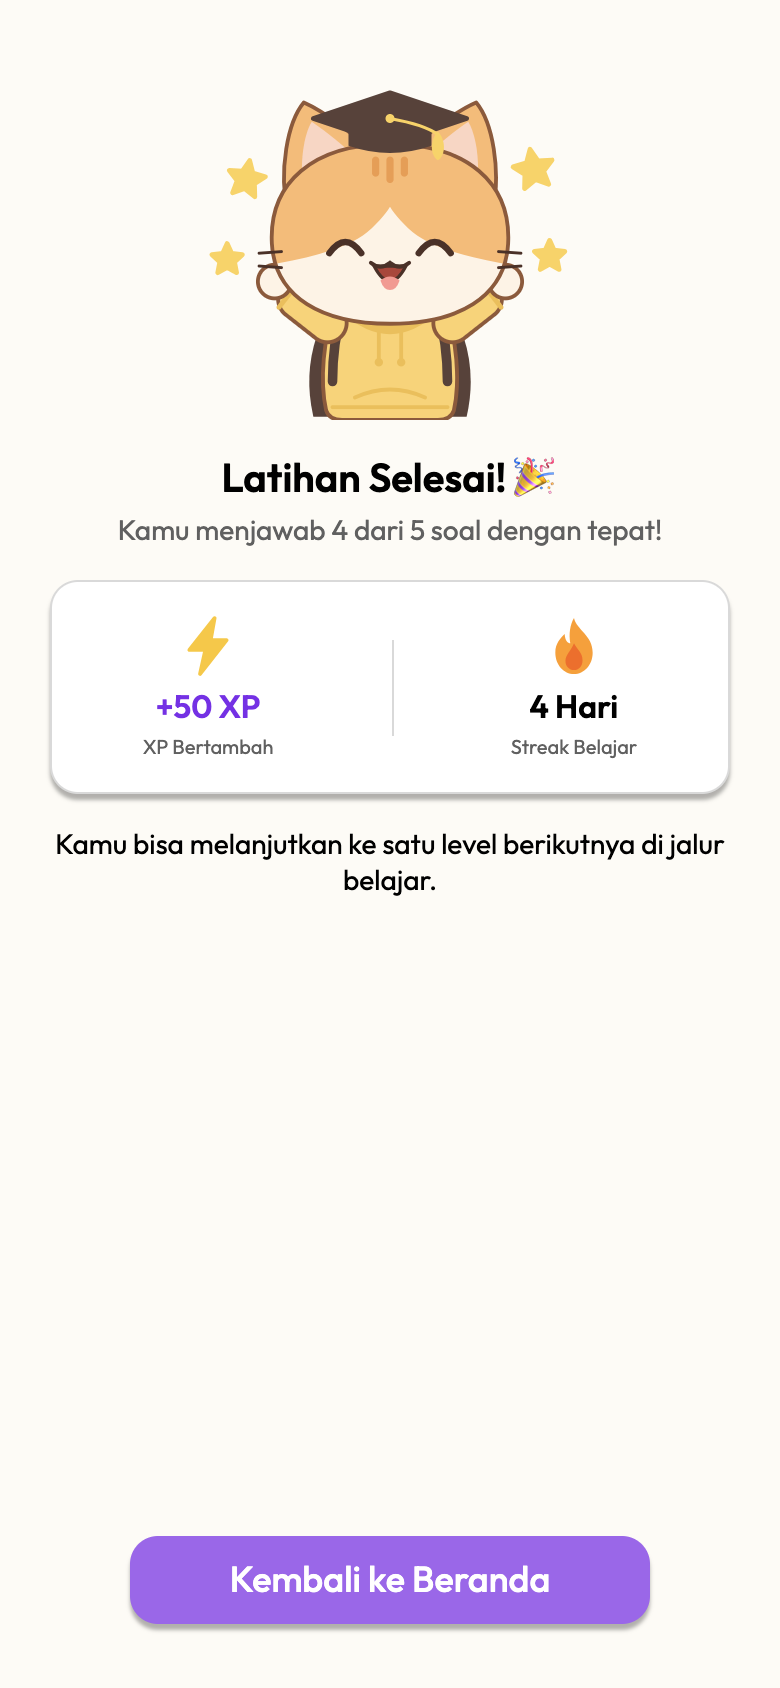 Latihan Selesai! 🎉
Kamu menjawab 4 dari 5 soal dengan tepat!
+50 XP
XP Bertambah
4 Hari
Streak Belajar
Kamu bisa melanjutkan ke satu level berikutnya di jalur
belajar.
Kembali ke Beranda